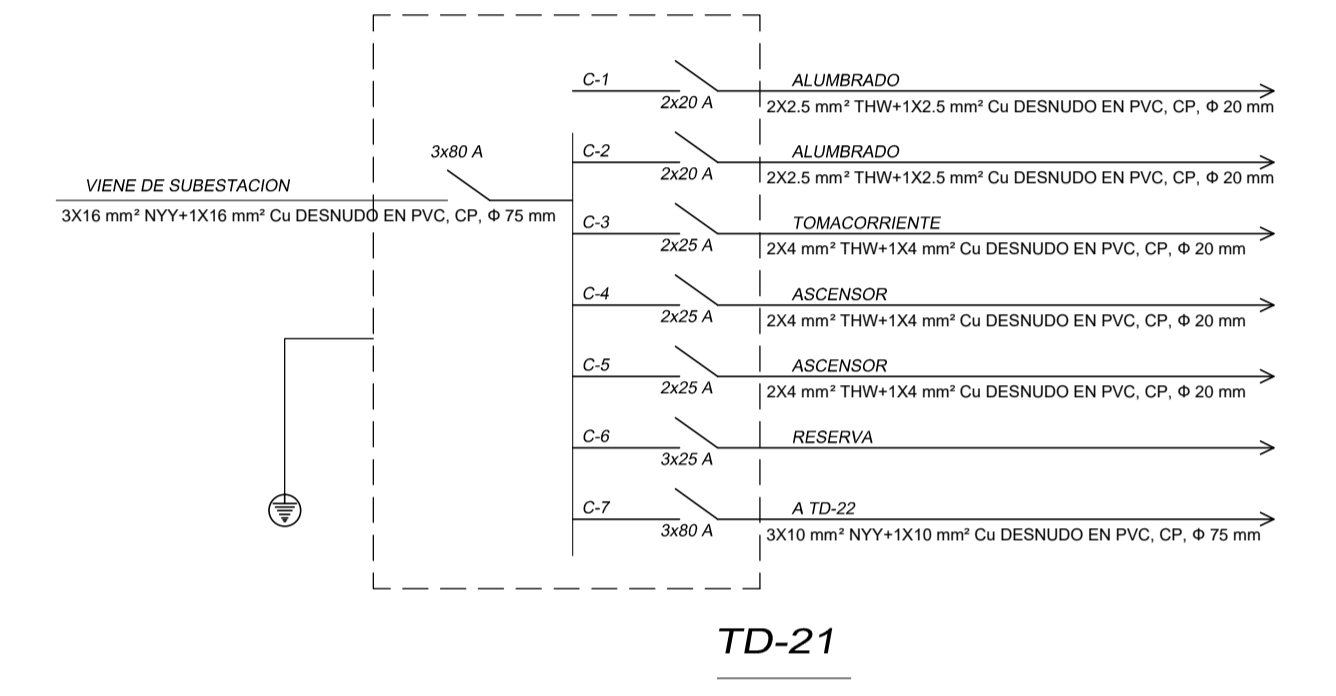 C-1
ALUMBRADO
2x20 A
2X2.5 mm² THW+1X2.5 mm² Cu DESNUDO EN PVC, CP, Φ 20 mm
3x80 A
C-2
ALUMBRADO
2x20 A
2X2.5 mm² THW+1X2.5 mm² Cu DESNUDO EN PVC, CP, Φ 20 mm
VIENE DE SUBESTACION
3X16 mm² NYY+1X16 mm² Cu DESNUDO EN PVC, CP, Φ 75 mm
C-3
TOMACORRIENTE
2x25 A
2X4 mm² THW+1X4 mm² Cu DESNUDO EN PVC, CP, Φ 20 mm
C-4
ASCENSOR
2x25 A
2X4 mm² THW+1X4 mm² Cu DESNUDO EN PVC, CP, Φ 20 mm
C-5
ASCENSOR
2x25 A
2X4 mm² THW+1X4 mm² Cu DESNUDO EN PVC, CP, Φ 20 mm
C-6
RESERVA
3x25 A
C-7
A TD-22
3x80 A
3X10 mm² NYY+1X10 mm² Cu DESNUDO EN PVC, CP, Φ 75 mm
TD-21